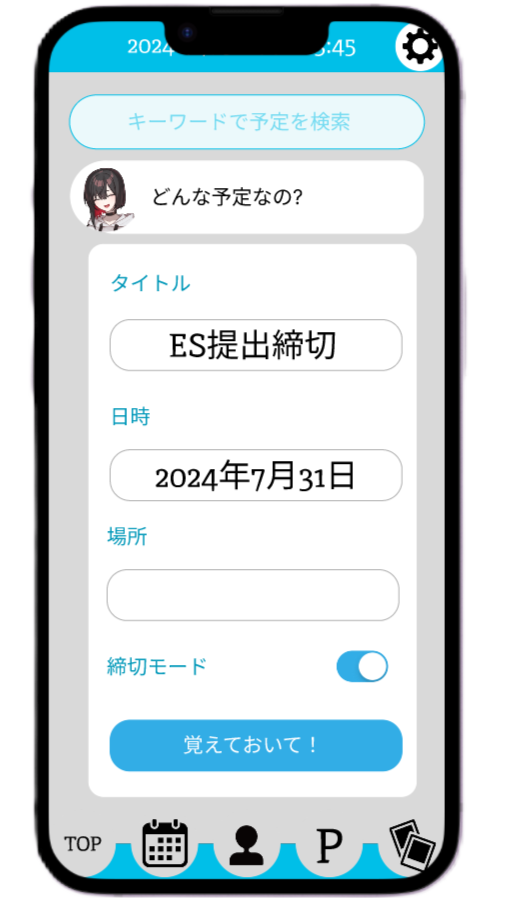 2024
:45
キーワードで予定を検索
どんな予定なの?
タイトル
ES提出締切
日時
2024年7月31日
場所
締切モード
覚えておいて！
TOP
P